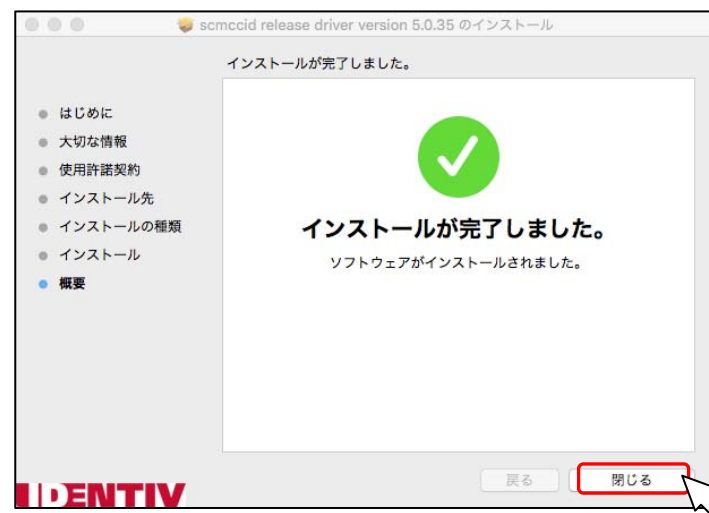 scmccid release driver version 5.0.35 のインストール
インストールが完了しました。
はじめに
大切な情報
使用許諾契約
インストール先
インストールの種類
インストール
概要
インストールが完了しました。
ソフトウェアがインストールされました。
戻る
閉じる
IDENTIV